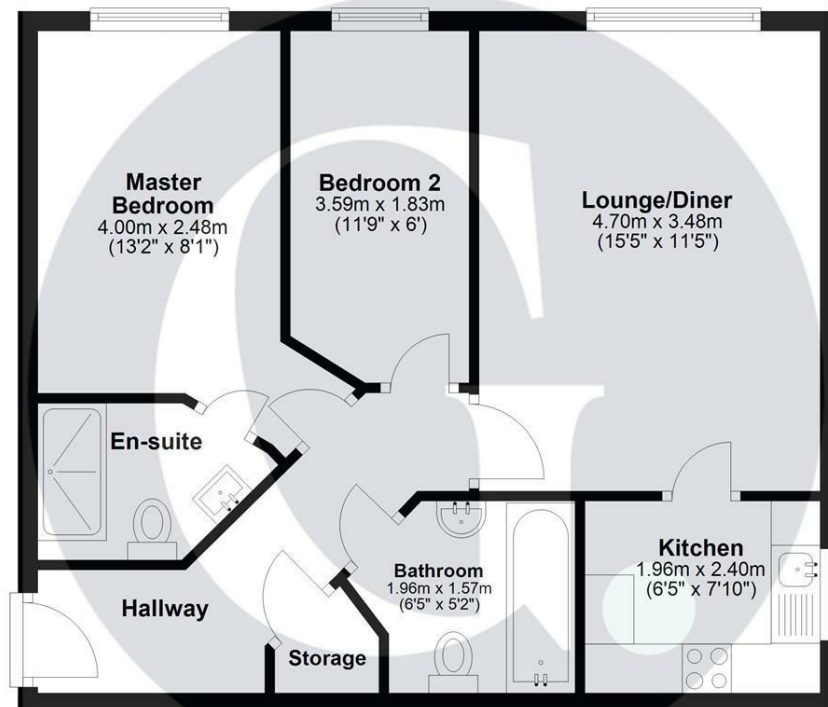 Master
Bedroom
4.00m x 2.48m
(13'2" x 8'1")
Bedroom 2
3.59m x 1.83m
(11'9" x 6')
Lounge/Diner
4.70m x 3.48m
(15'5" x 11'5")
En-suite
Hallway
Storage
Bathroom
1.96m x 1.57m
(6'5" x 5'2")
Kitchen
1.96m x 2.40m
(6'5" x 7'10")
G